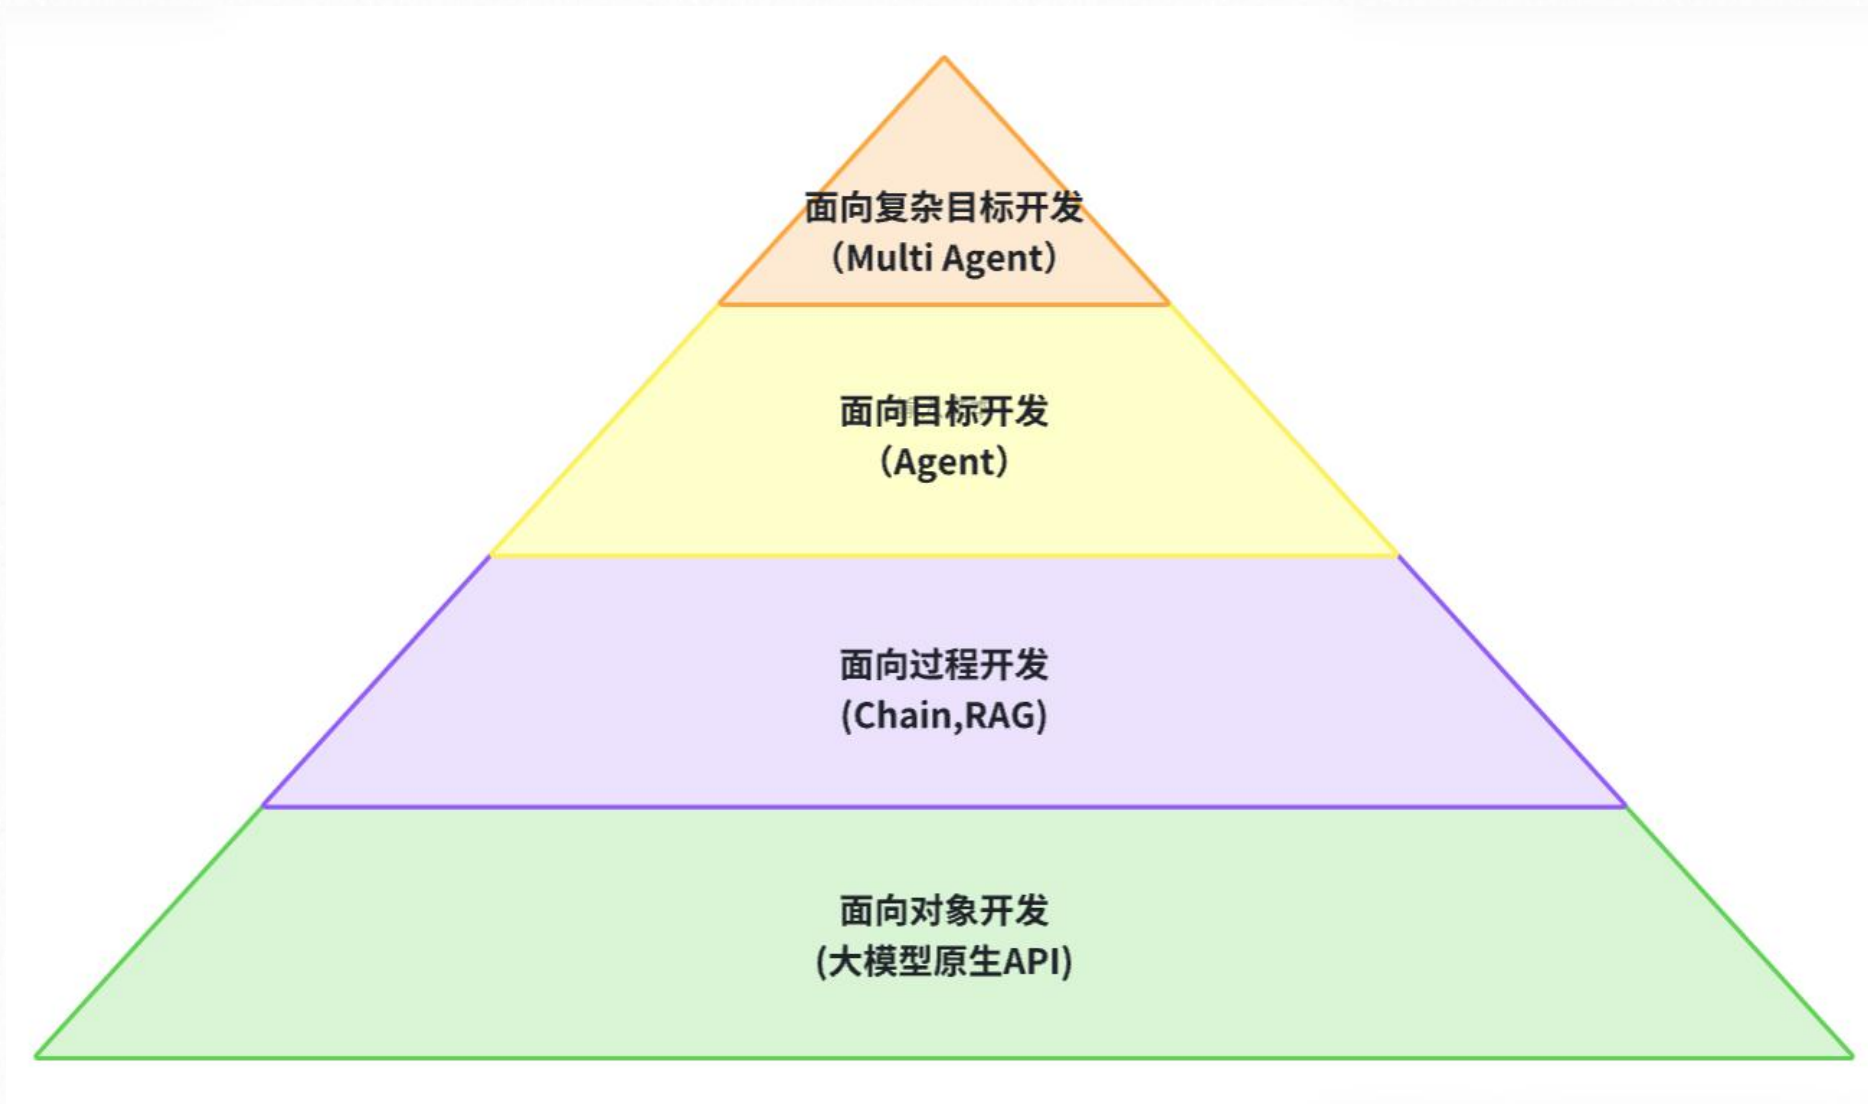 面向复杂目标开发
（Multi Agent）
面向目标开发
（Agent）
面向过程开发
(Chain,RAG)
面向对象开发
(大模型原生API)